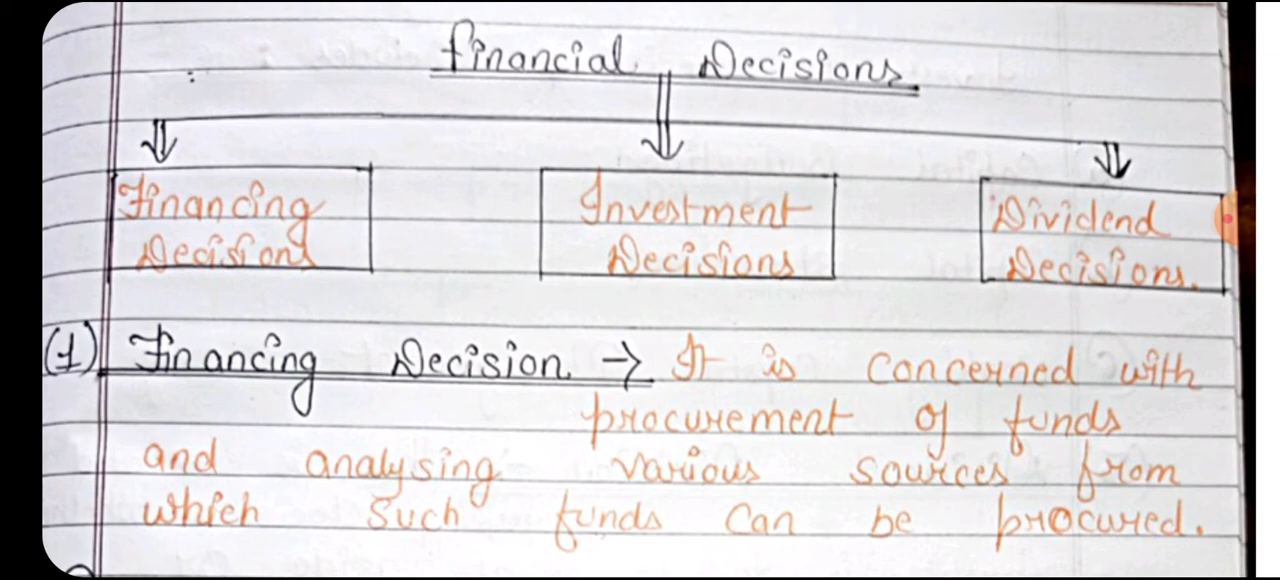 Financial Decisions
Financing Investment Dividend
Decisions Decisions Decisions.
(1) Financing Decision → It is concerned with
procurement of funds
and analysing various sources from
which such funds can be procured.